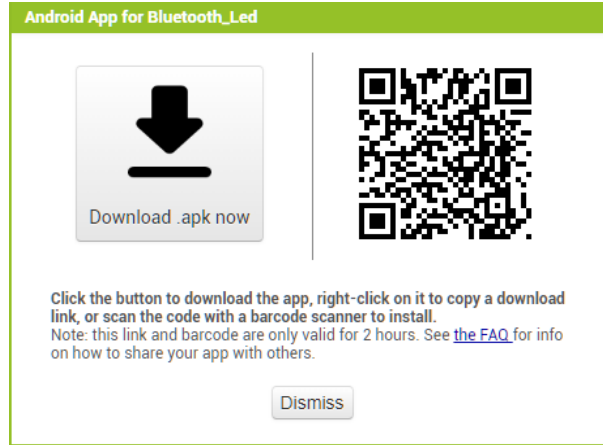 Android App for Bluetooth_Led
Download .apk now
Click the button to download the app, right-click on it to copy a download
link, or scan the code with a barcode scanner to install.
Note: this link and barcode are only valid for 2 hours. See the FAQ for info
on how to share your app with others.
Dismiss